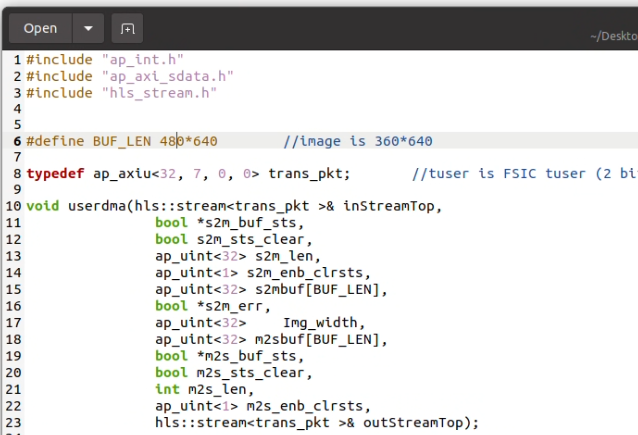 Open
~/Deskto
1 #include "ap_int.h"
2 #include "ap_axi_sdata.h"
3 #include "hls_stream.h"
4
5
6 #define BUF_LEN 480*640        //image is 360*640
7
8 typedef ap_axiu<32, 7, 0, 0> trans_pkt;       //tuser is FSIC tuser (2 bi
9
10 void userdma(hls::stream<trans_pkt >& inStreamTop,
11                bool *s2m_buf_sts,
12                bool s2m_sts_clear,
13                ap_uint<32> s2m_len,
14                ap_uint<1> s2m_enb_clrsts,
15                ap_uint<32> s2mbuf[BUF_LEN],
16                bool *s2m_err,
17                ap_uint<32>    Img_width,
18                ap_uint<32> m2sbuf[BUF_LEN],
19                bool *m2s_buf_sts,
20                bool m2s_sts_clear,
21                int m2s_len,
22                ap_uint<1> m2s_enb_clrsts,
23                hls::stream<trans_pkt >& outStreamTop);